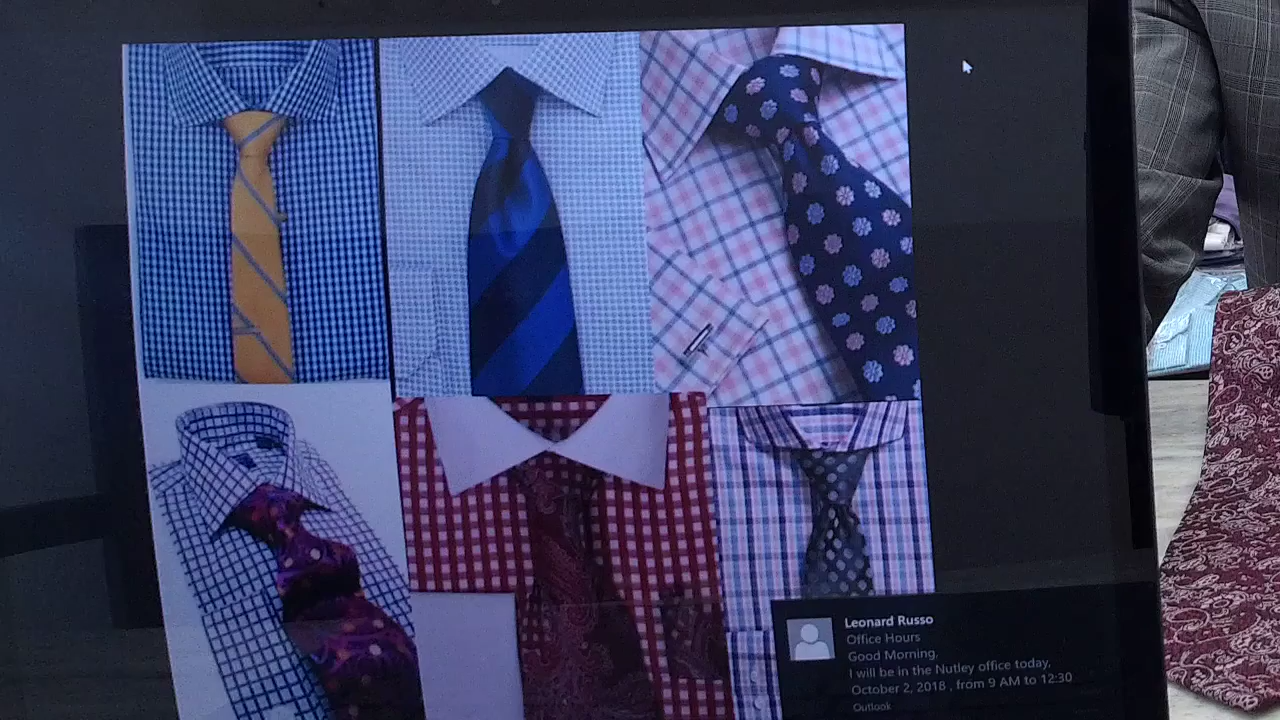 Leonard Russo
Office Hours
Good Morning,
I will be in the Nutley office today,
October 2, 2018 , from 9 AM to 12:30
Outlook